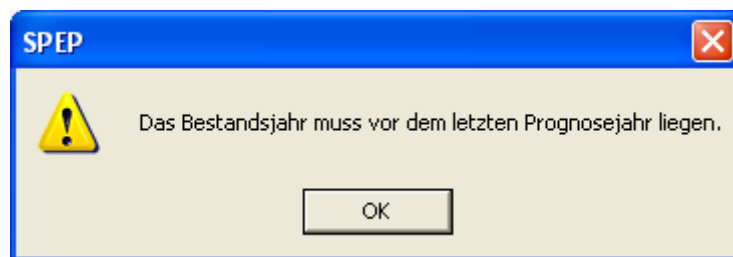 SPEP
Das Bestandsjahr muss vor dem letzten Prognosejahr liegen.
OK